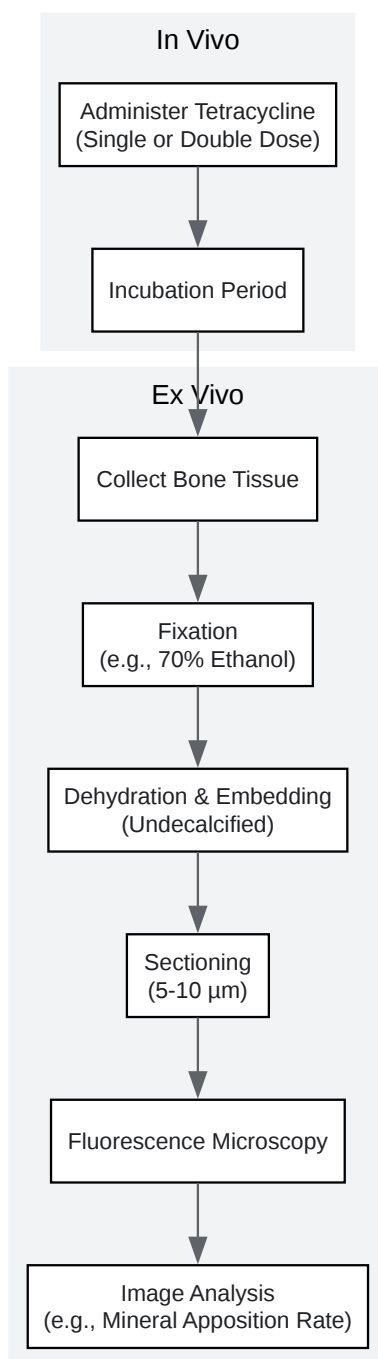 In Vivo
Administer Tetracycline
(Single or Double Dose)
Incubation Period
Ex Vivo
Collect Bone Tissue
Fixation
(e.g., 70% Ethanol)
Dehydration & Embedding
(Undecalcified)
Sectioning
(5-10 µm)
Fluorescence Microscopy
Image Analysis
(e.g., Mineral Apposition Rate)